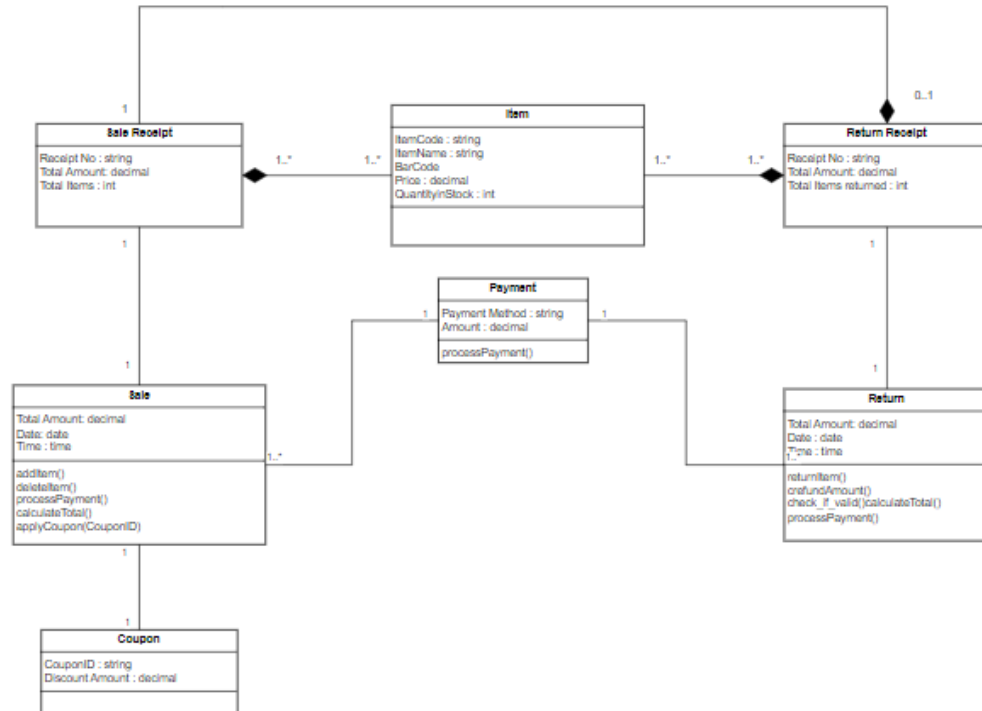 0..1
1
Sale Receipt
Receipt No : string
Total Amount: decimal
Total Items : int
1..*
1..*
Item
ItemCode : string
ItemName : string
BarCode
Price : decimal
QuantityinStock : int
1..*
1..*
Return Receipt
Receipt No : string
Total Amount: decimal
Total Items returned : int
1
1
Payment
Payment Method : string
Amount : decimal
processPayment()
1
1
1
1
Sale
Total Amount: decimal
Date: date
Time : time
addItem()
deleteItem()
processPayment()
calculateTotal()
applyCoupon(CouponID)
1..*
Return
Total Amount: decimal
Date : date
Time : time
1..*
returnItem()
crefundAmount()
check_if_valid()calculateTotal()
processPayment()
1
1
Coupon
CouponID : string
Discount Amount : decimal